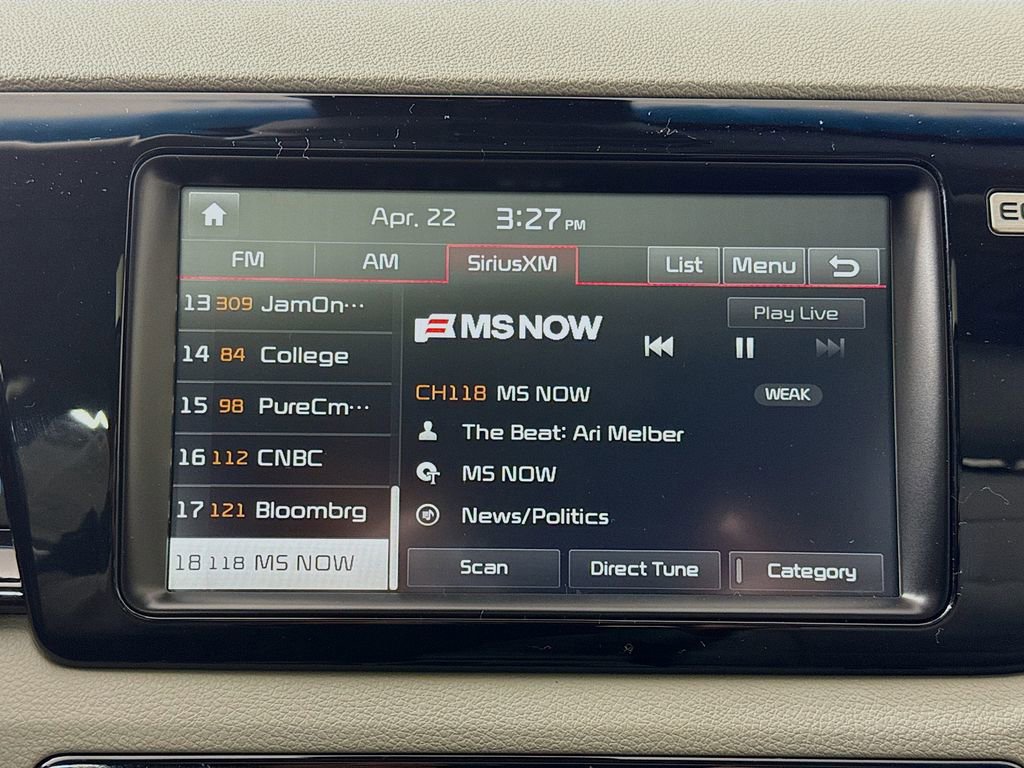 Apr. 22 3:27 PM
FM AM SiriusXM List Menu
13 309 JamOn···
14 84 College
15 98 PureCm···
16 112 CNBC
17 121 Bloombrg
18 118 MS NOW
MS NOW
Play Live
CH118 MS NOW WEAK
The Beat: Ari Melber
MS NOW
News/Politics
Scan Direct Tune Category